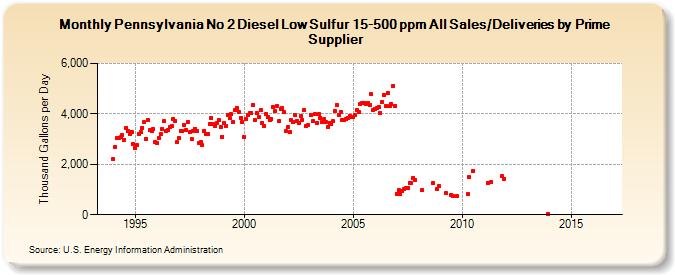 Monthly Pennsylvania No 2 Diesel Low Sulfur 15-500 ppm All Sales/Deliveries by Prime
Supplier
Thousand Gallons per Day
6,000
4,000
2,000
0
1995
2000
2005
2010
2015
Source: U.S. Energy Information Administration